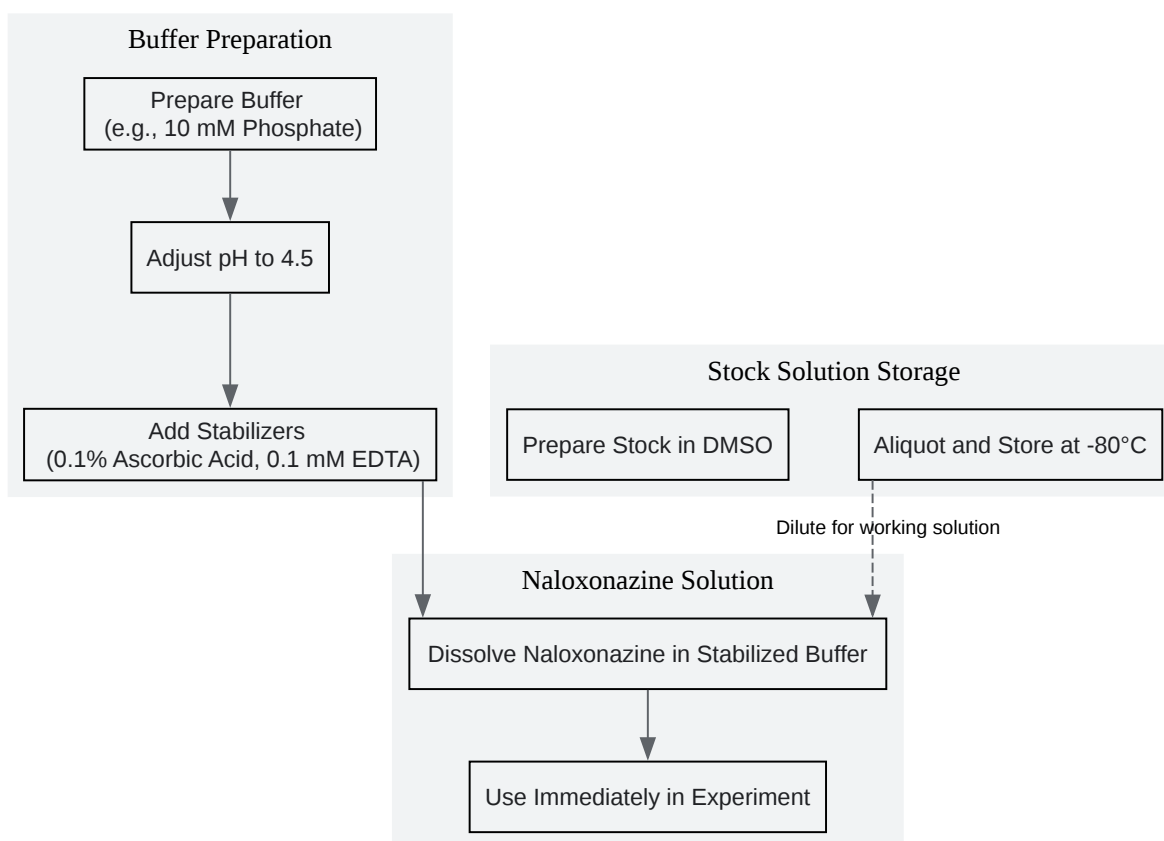 Buffer Preparation
Prepare Buffer
(e.g., 10 mM Phosphate)
Adjust pH to 4.5
Add Stabilizers
(0.1% Ascorbic Acid, 0.1 mM EDTA)
Stock Solution Storage
Prepare Stock in DMSO
Aliquot and Store at -80°C
Dilute for working solution
Naloxonazine Solution
Dissolve Naloxonazine in Stabilized Buffer
Use Immediately in Experiment